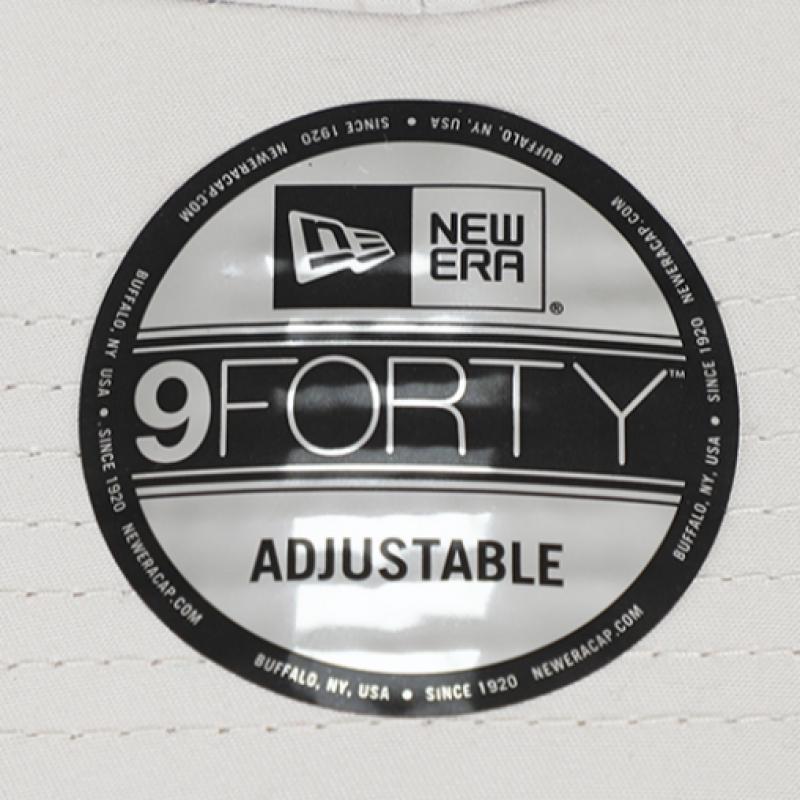 NEW
ERA
®
9FORTY™
ADJUSTABLE
BUFFALO, NY, USA • SINCE 1920 NEWERACAP.COM
BUFFALO, NY, USA • SINCE 1920 NEWERACAP.COM
BUFFALO, NY, USA • SINCE 1920 NEWERACAP.COM
BUFFALO, NY USA • SINCE 1920 NEWERACAP.COM